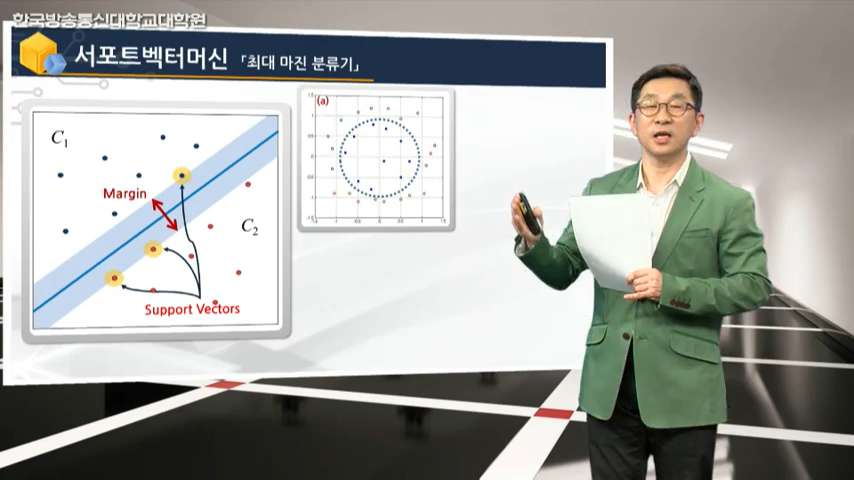 한국방송통신대학교대학원
서포트벡터머신 「최대 마진 분류기」
C₁
Margin
C₂
Support Vectors
(a)